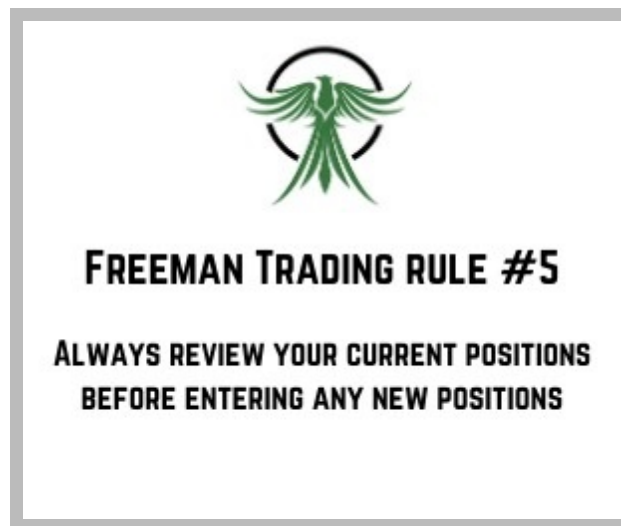 FREEMAN TRADING RULE #5
ALWAYS REVIEW YOUR CURRENT POSITIONS
BEFORE ENTERING ANY NEW POSITIONS